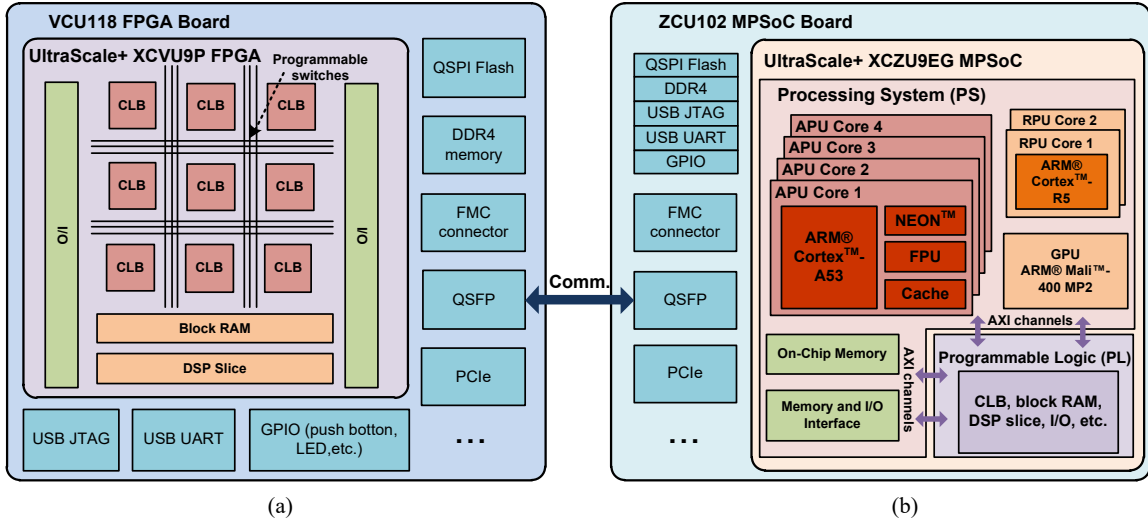 VCU118 FPGA Board
UltraScale+ XCVU9P FPGA
Programmable
switches
CLB
CLB
CLB
CLB
CLB
CLB
CLB
CLB
CLB
I/O
I/O
Block RAM
DSP Slice
QSPI Flash
DDR4
memory
FMC
connector
QSFP
PCIe
...
USB JTAG
USB UART
GPIO (push botton,
LED,etc.)
(a)
Comm.
ZCU102 MPSoC Board
QSPI Flash
DDR4
USB JTAG
USB UART
GPIO
FMC
connector
QSFP
PCIe
...
UltraScale+ XCZU9EG MPSoC
Processing System (PS)
APU Core 4
APU Core 3
APU Core 2
APU Core 1
ARM®
Cortex™-
A53
NEON™
FPU
Cache
RPU Core 2
RPU Core 1
ARM®
Cortex™-
R5
GPU
ARM® Mali™-
400 MP2
AXI channels
On-Chip Memory
Memory and I/O
Interface
AXI channels
Programmable Logic (PL)
CLB, block RAM,
DSP slice, I/O, etc.
(b)